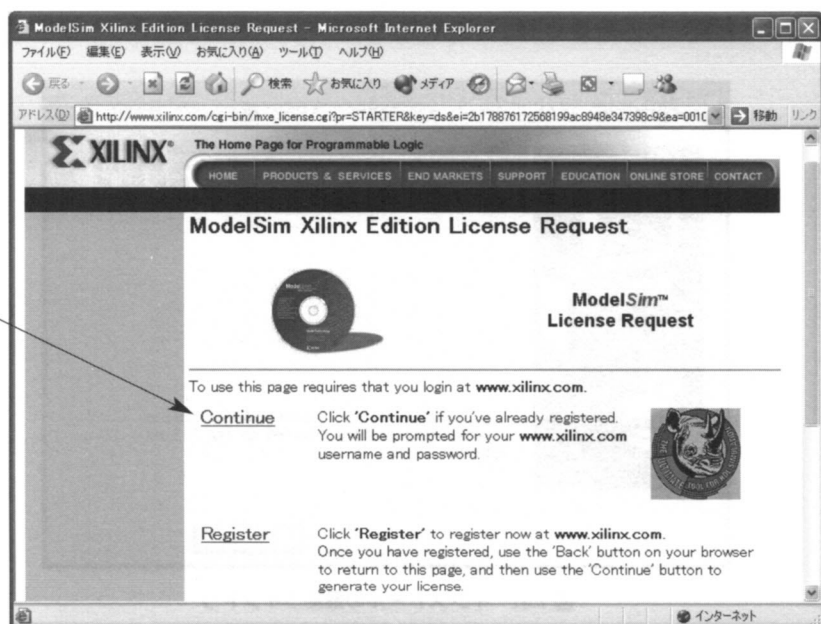 ModelSim Xilinx Edition License Request - Microsoft Internet Explorer
ファイル(F) 編集(E) 表示(V) お気に入り(A) ツール(T) ヘルプ(H)
戻る 検索 お気に入り メディア
アドレス(D) http://www.xilinx.com/cgi-bin/mxe_license.cgi?pr=STARTER&key=ds&ei=2b178876172568199ac8948e347398c9&ea=0010 移動 リンク
XILINX® The Home Page for Programmable Logic
HOME PRODUCTS & SERVICES END MARKETS SUPPORT EDUCATION ONLINE STORE CONTACT
ModelSim Xilinx Edition License Request
ModelSim™
License Request
To use this page requires that you login at www.xilinx.com.
Continue Click 'Continue' if you've already registered.
You will be prompted for your www.xilinx.com
username and password.
Register Click 'Register' to register now at www.xilinx.com.
Once you have registered, use the 'Back' button on your browser
to return to this page, and then use the 'Continue' button to
generate your license.
インターネット